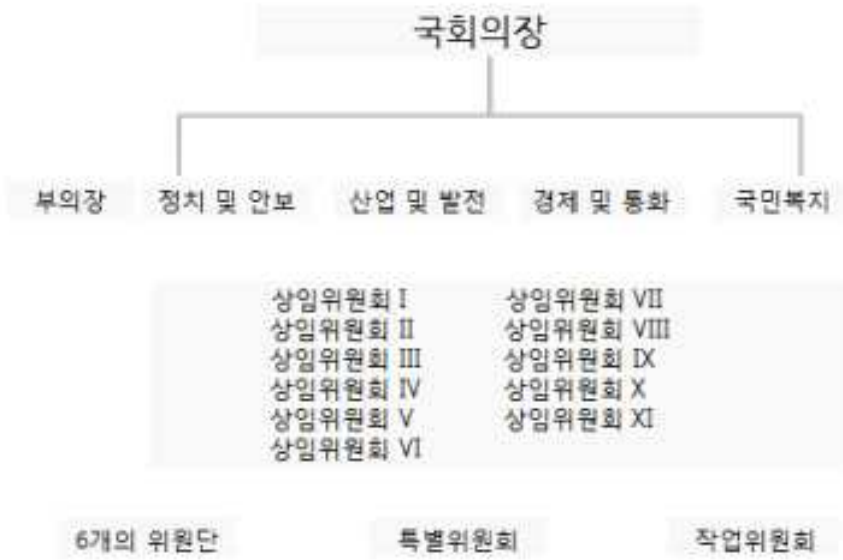 국회의장
부의장 정치 및 안보 산업 및 발전 경제 및 통화 국민복지
상임위원회 I
상임위원회 II
상임위원회 III
상임위원회 IV
상임위원회 V
상임위원회 VI
상임위원회 VII
상임위원회 VIII
상임위원회 IX
상임위원회 X
상임위원회 XI
6개의 위원단 특별위원회 작업위원회